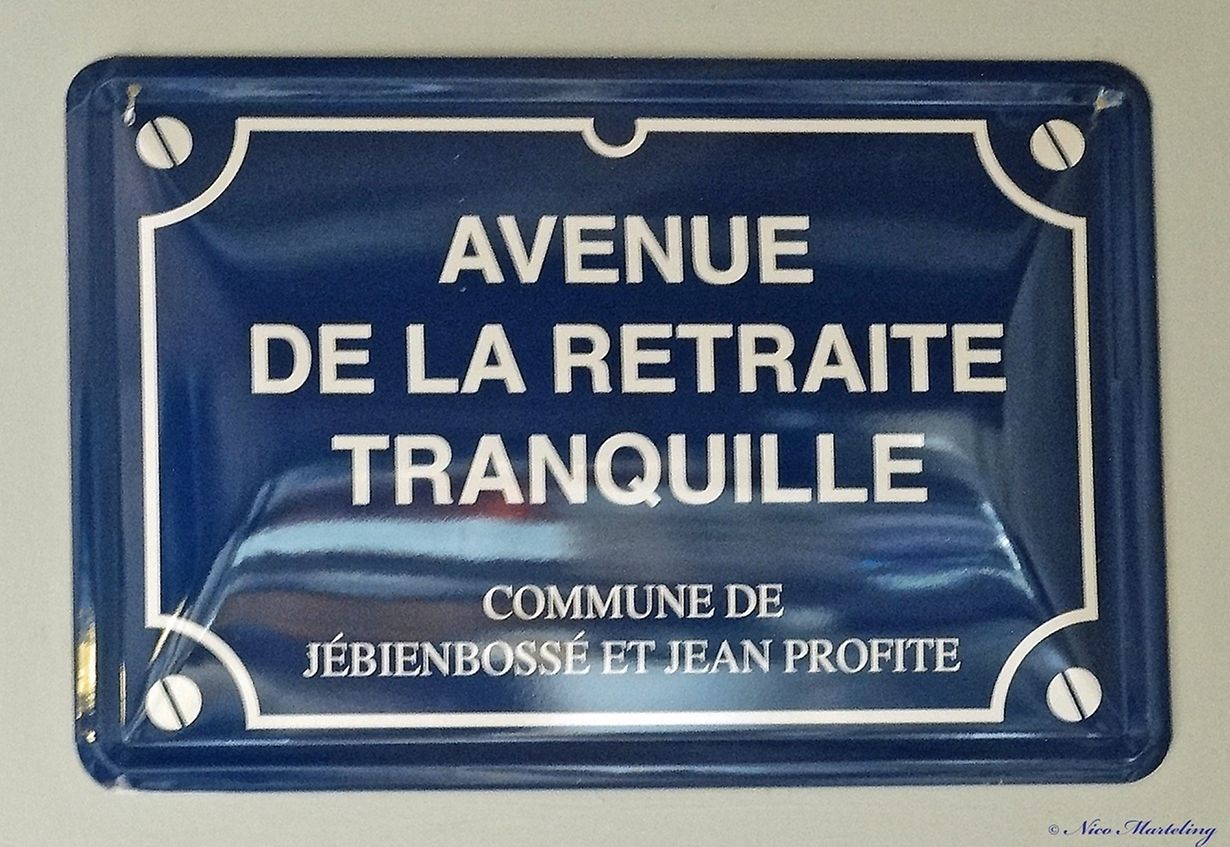 AVENUE
DE LA RETRAITE
TRANQUILLE
COMMUNE DE
JÉBIENBOSSÉ ET JEAN PROFITE
© Nico Marteling